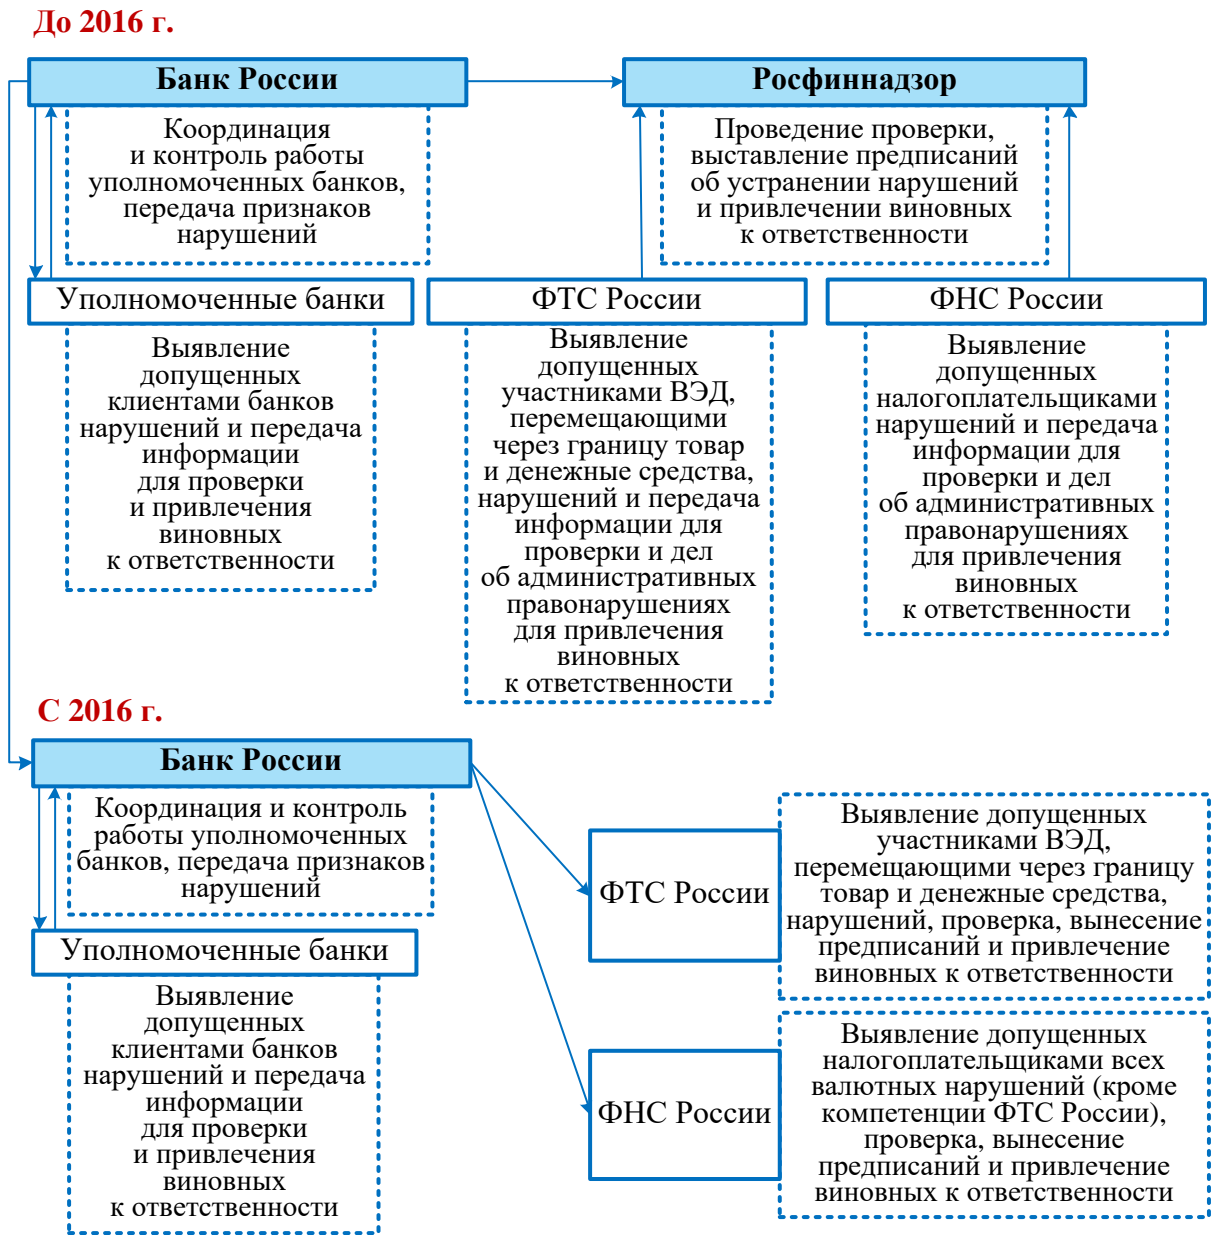 До 2016 г.
Банк России
Росфиннадзор
Координация
и контроль работы
уполномоченных банков,
передача признаков
нарушений
Проведение проверки,
выставление предписаний
об устранении нарушений
и привлечении виновных
к ответственности
Уполномоченные банки
ФТС России
ФНС России
Выявление
допущенных
клиентами банков
нарушений и передача
информации
для проверки
и привлечения
виновных
к ответственности
Выявление
допущенных
участниками ВЭД,
перемещающими
через границу товар
и денежные средства,
нарушений и передача
информации для
проверки и дел
об административных
правонарушениях
для привлечения
виновных
к ответственности
Выявление
допущенных
налогоплательщиками
нарушений и передача
информации для
проверки и дел
об административных
правонарушениях
для привлечения
виновных
к ответственности
С 2016 г.
Банк России
Координация и контроль
работы уполномоченных
банков, передача признаков
нарушений
Уполномоченные банки
Выявление
допущенных
клиентами банков
нарушений и передача
информации
для проверки
и привлечения
виновных
к ответственности
ФТС России
Выявление допущенных
участниками ВЭД,
перемещающими через границу
товар и денежные средства,
нарушений, проверка, вынесение
предписаний и привлечение
виновных к ответственности
ФНС России
Выявление допущенных
налогоплательщиками всех
валютных нарушений (кроме
компетенции ФТС России),
проверка, вынесение
предписаний и привлечение
виновных к ответственности